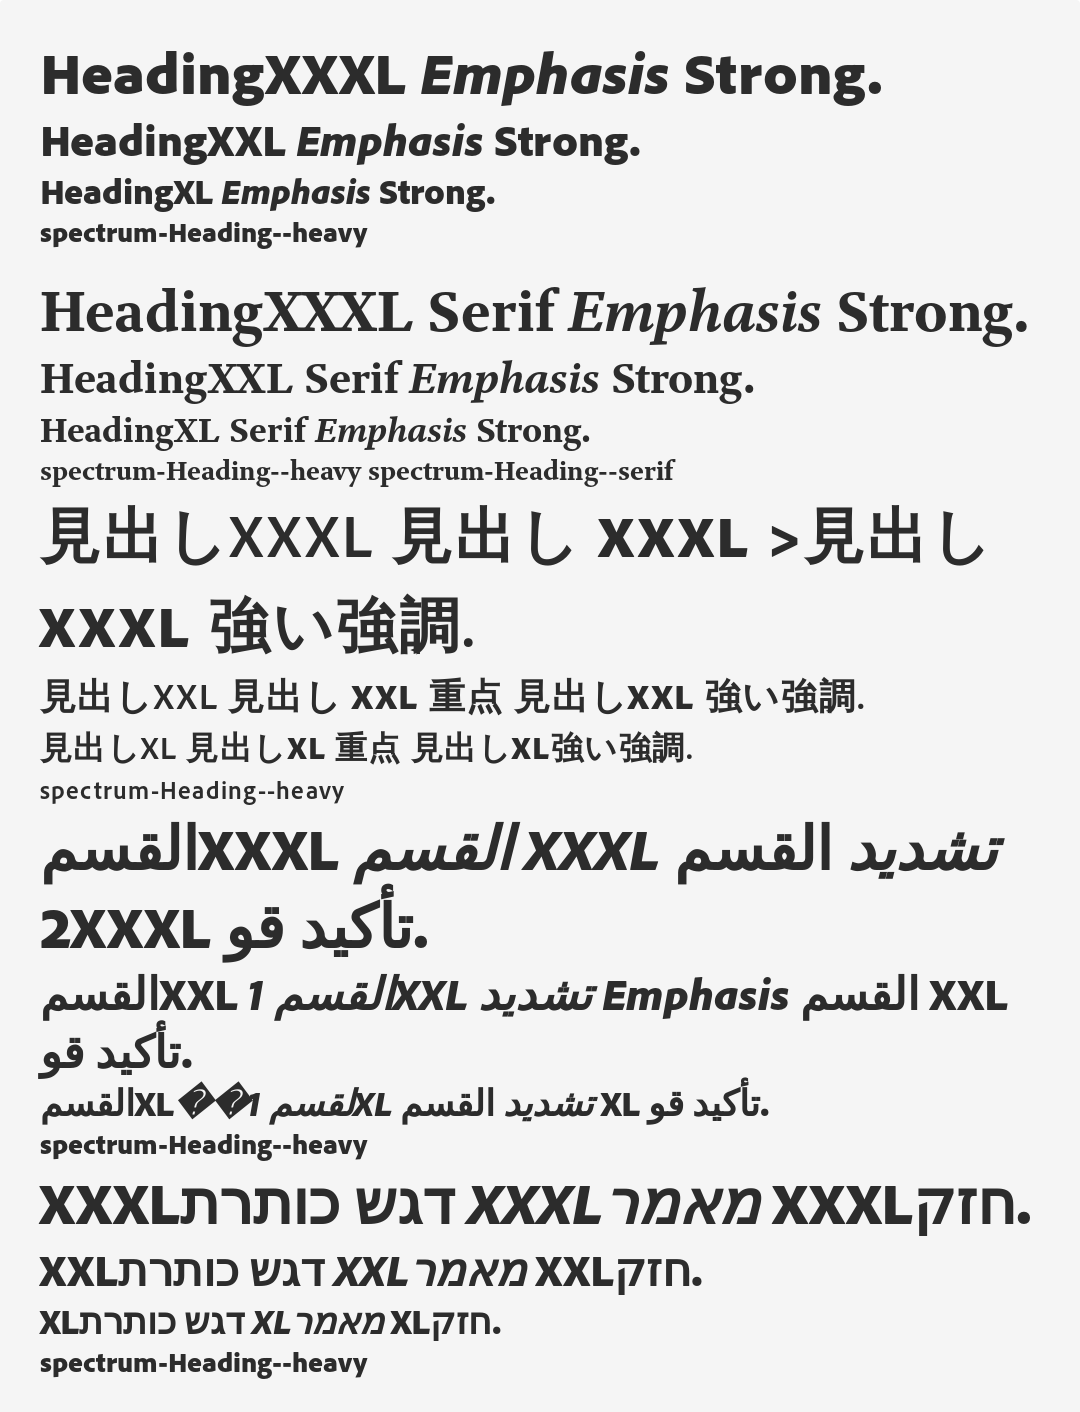 HeadingXXXL Emphasis Strong.
HeadingXXL Emphasis Strong.
HeadingXL Emphasis Strong.
spectrum-Heading--heavy
HeadingXXXL Serif Emphasis Strong.
HeadingXXL Serif Emphasis Strong.
HeadingXL Serif Emphasis Strong.
spectrum-Heading--heavy spectrum-Heading--serif
見出しXXXL 見出し XXXL >見出し
XXXL 強い強調.
見出しXXL 見出し XXL 重点 見出しXXL 強い強調.
見出しXL 見出しXL 重点 見出しXL強い強調.
spectrum-Heading--heavy
القسمXXXL القسم XXXL تشديد القسم
2XXXL تأكيد قو.
القسمXXL 1 القسمXXL تشديد Emphasis القسم XXL
تأكيد قو.
القسمXL��1 لقسمXL تشديد القسم XL تأكيد قو.
spectrum-Heading--heavy
XXXLכותרת דגש XXXLמאמר XXXLחזק.
XXLכותרת דגש XXLמאמר XXLחזק.
XLכותרת דגש XLמאמר XLחזק.
spectrum-Heading--heavy